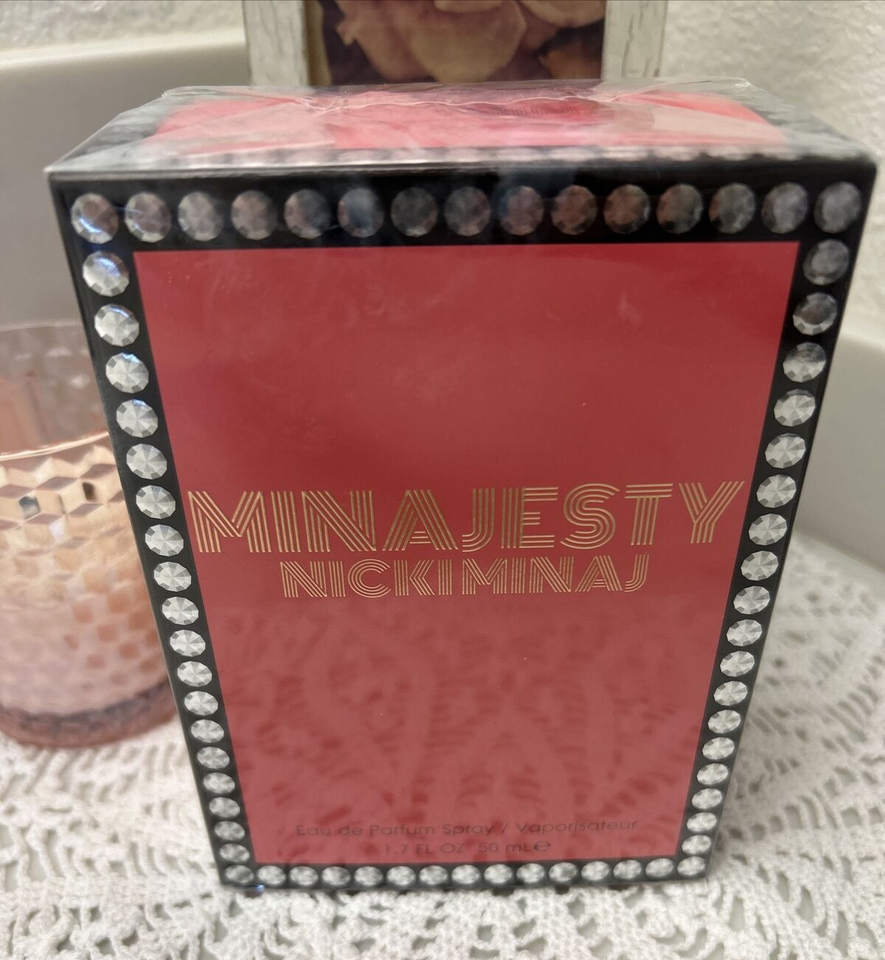 MINAJESTY
NICKI MINAJ
Eau de Parfum Spray / Vaporisateur
1.7 FL OZ 50 mL℮